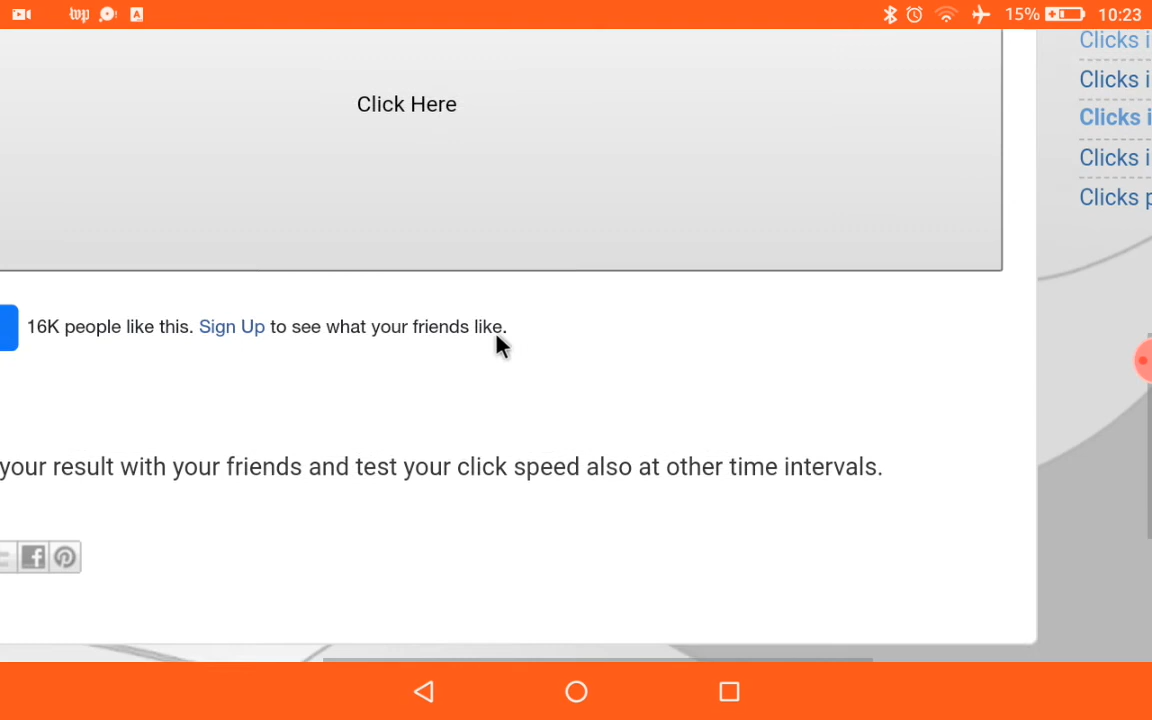 15% 10:23
Clicks i
Click Here
Clicks i
Clicks i
Clicks i
Clicks p
16K people like this. Sign Up to see what your friends like.
your result with your friends and test your click speed also at other time intervals.